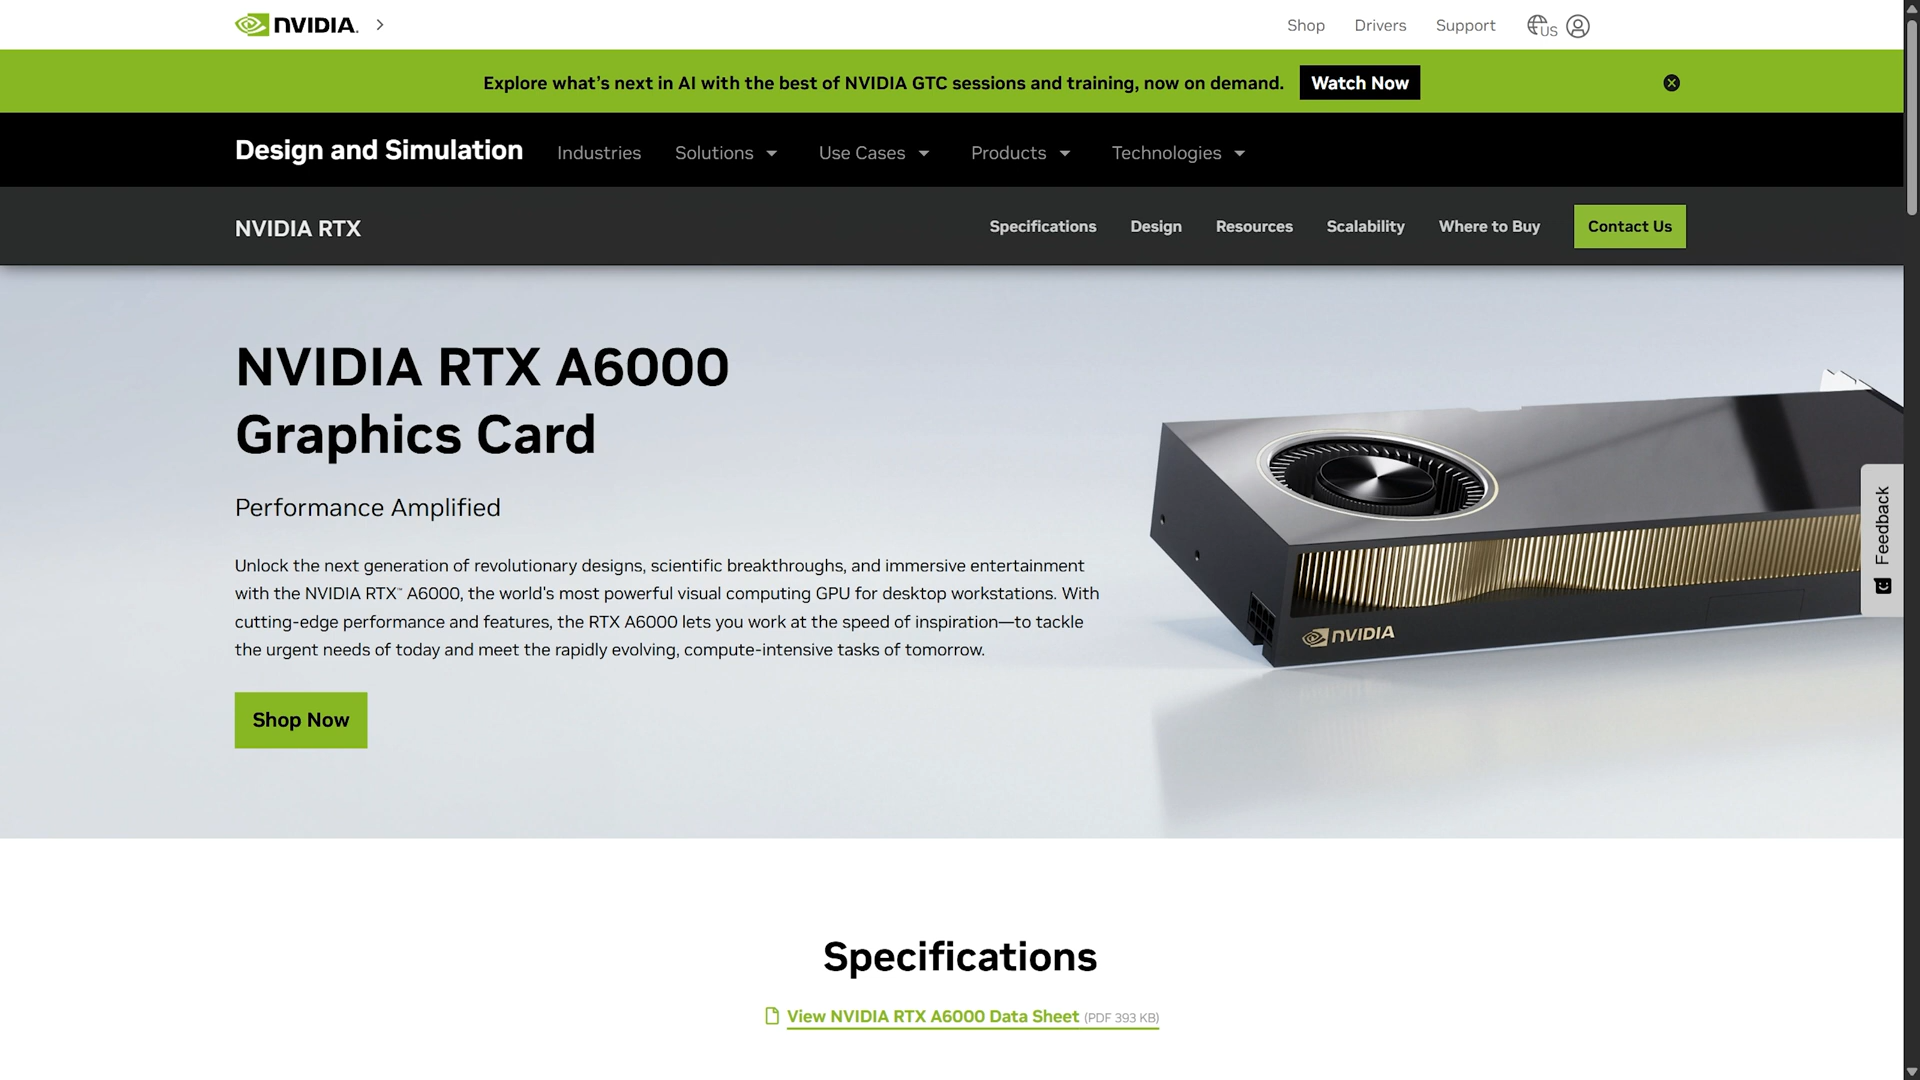 NVIDIA.
Shop
Drivers
Support
US
Explore what's next in AI with the best of NVIDIA GTC sessions and training, now on demand.
Watch Now
Design and Simulation
Industries
Solutions
Use Cases
Products
Technologies
NVIDIA RTX
Specifications
Design
Resources
Scalability
Where to Buy
Contact Us
NVIDIA RTX A6000
Graphics Card
Performance Amplified
Unlock the next generation of revolutionary designs, scientific breakthroughs, and immersive entertainment
with the NVIDIA RTX™ A6000, the world's most powerful visual computing GPU for desktop workstations. With
cutting-edge performance and features, the RTX A6000 lets you work at the speed of inspiration—to tackle
the urgent needs of today and meet the rapidly evolving, compute-intensive tasks of tomorrow.
Shop Now
NVIDIA
Feedback
Specifications
View NVIDIA RTX A6000 Data Sheet (PDF 393 KB)